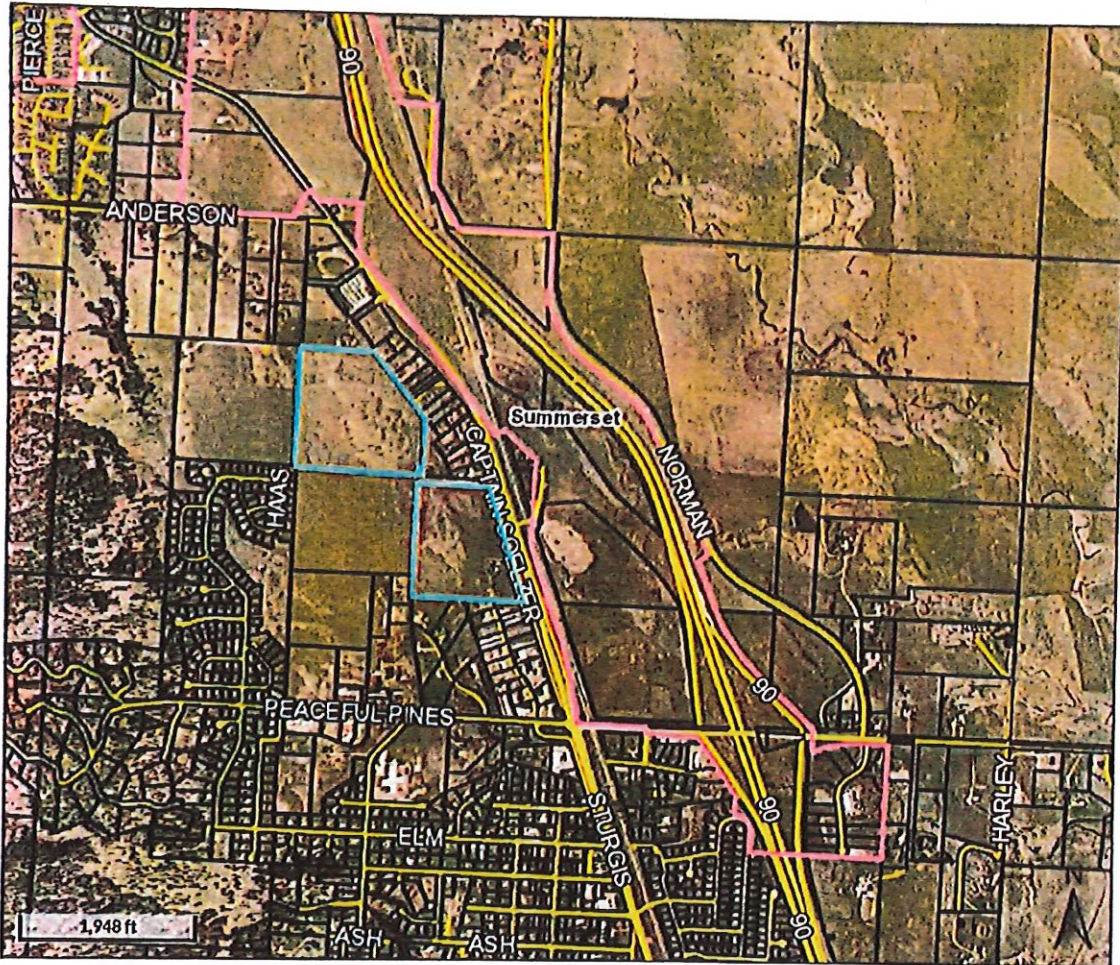 PIERCE
90
ANDERSON
Summerset
CAPTAIN SOELZER
NORMAN
HAAS
90
PEACEFUL PINES
HARLEY
90
STURGIS
ELM
90
1,948 ft
ASH
ASH
N